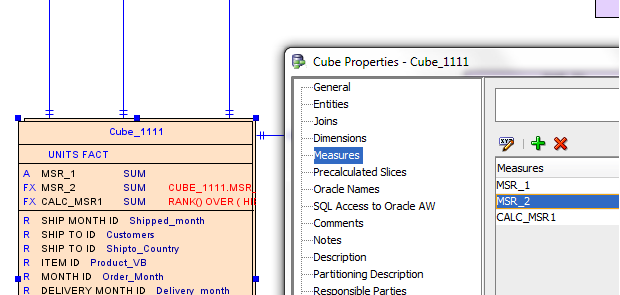 Cube_1111
UNITS FACT
A MSR_1 SUM
FX MSR_2 SUM CUBE_1111.MSR_
FX CALC_MSR1 SUM RANK() OVER ( HI
R SHIP MONTH ID Shipped_month
R SHIP TO ID Customers
R SHIP TO ID Shipto_Country
R ITEM ID Product_VB
R MONTH ID Order_Month
R DELIVERY MONTH ID Delivery_month
Cube Properties - Cube_1111
General
Entities
Joins
Dimensions
Measures
Precalculated Slices
Oracle Names
SQL Access to Oracle AW
Comments
Notes
Description
Partitioning Description
Responsible Parties
Measures
MSR_1
MSR_2
CALC_MSR1